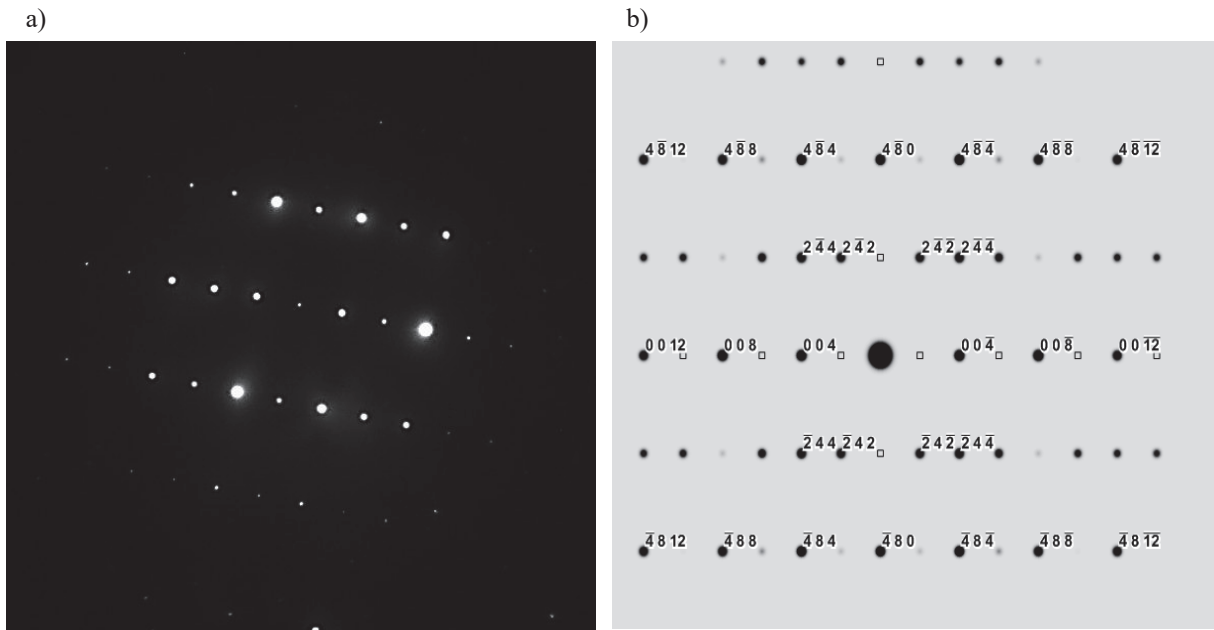 a) b)
4 8̅ 12 4 8̅ 8 4 8̅ 4 4 8̅ 0 4 8̅ 4̅ 4 8̅ 8̅ 4 8̅ 1̅2̅
2 4̅ 4 2 4̅ 2 2 4̅ 2̅ 2 4̅ 4̅
0 0 12 0 0 8 0 0 4 0 0 4̅ 0 0 8̅ 0 0 1̅2̅
2̅ 4 4 2̅ 4 2 2̅ 4 2̅ 2̅ 4 4̅
4̅ 8 12 4̅ 8 8 4̅ 8 4 4̅ 8 0 4̅ 8 4̅ 4̅ 8 8̅ 4̅ 8 1̅2̅